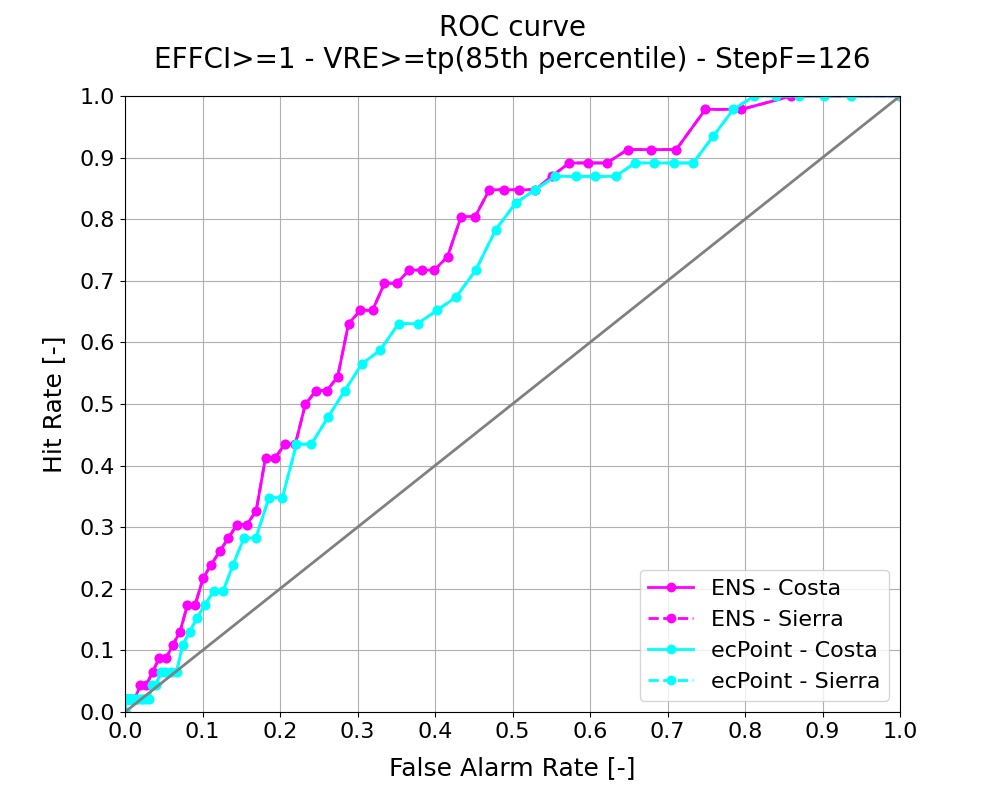 ROC curve
EFFCI>=1 - VRE>=tp(85th percentile) - StepF=126
1.0
0.9
0.8
0.7
0.6
0.5
0.4
0.3
0.2
0.1
0.0
Hit Rate [-]
ENS - Costa
ENS - Sierra
ecPoint - Costa
ecPoint - Sierra
0.0 0.1 0.2 0.3 0.4 0.5 0.6 0.7 0.8 0.9 1.0
False Alarm Rate [-]